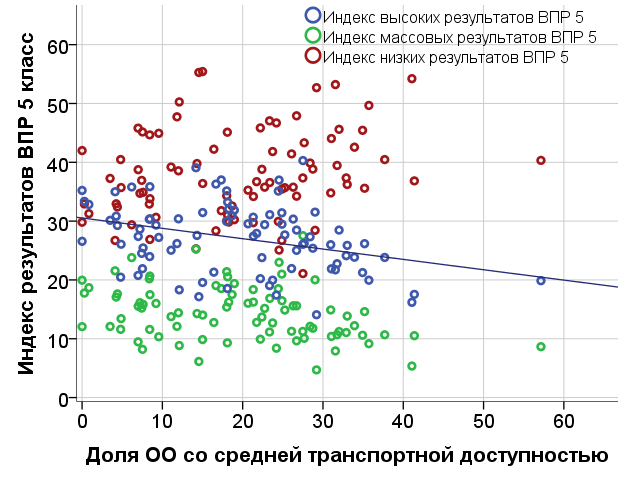 Индекс высоких результатов ВПР 5
Индекс массовых результатов ВПР 5
Индекс низких результатов ВПР 5
Индекс результатов ВПР 5 класс
60
50
40
30
20
10
0
0 10 20 30 40 50 60
Доля ОО со средней транспортной доступностью